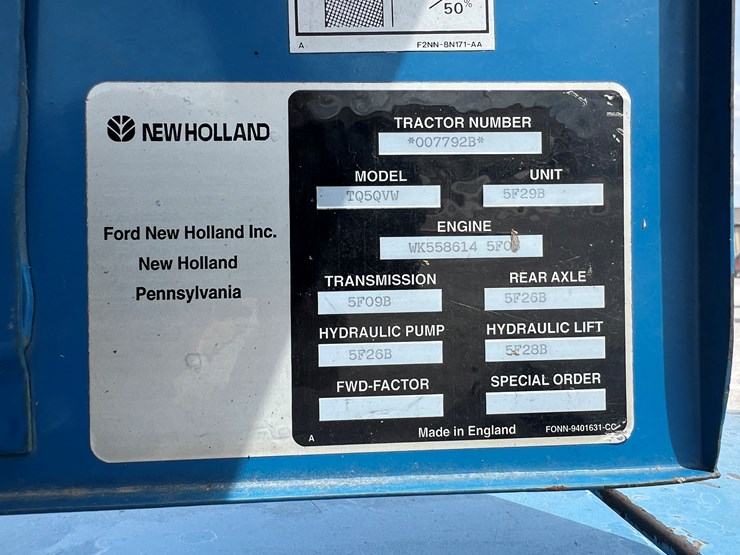 50%
A F2NN-8N171-AA
NEW HOLLAND
Ford New Holland Inc.
New Holland
Pennsylvania
TRACTOR NUMBER
*007792B*
MODEL UNIT
TQ5QVW 5F29B
ENGINE
WK558614 5F0
TRANSMISSION REAR AXLE
5F09B 5F26B
HYDRAULIC PUMP HYDRAULIC LIFT
5F26B 5F28B
FWD-FACTOR SPECIAL ORDER
A Made in England FONN-9401631-CC